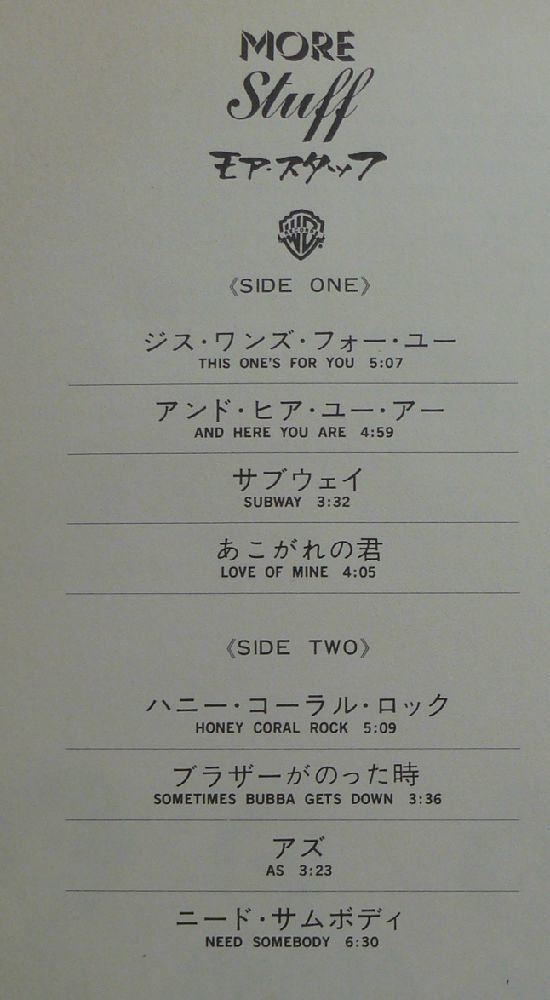 MORE
Stuff
モア・スタッフ
WB
RECORDS
《SIDE ONE》
ジス・ワンズ・フォー・ユー
THIS ONE'S FOR YOU 5:07
アンド・ヒア・ユー・アー
AND HERE YOU ARE 4:59
サブウェイ
SUBWAY 3:32
あこがれの君
LOVE OF MINE 4:05
《SIDE TWO》
ハニー・コーラル・ロック
HONEY CORAL ROCK 5:09
ブラザーがのった時
SOMETIMES BUBBA GETS DOWN 3:36
アズ
AS 3:23
ニード・サムボディ
NEED SOMEBODY 6:30